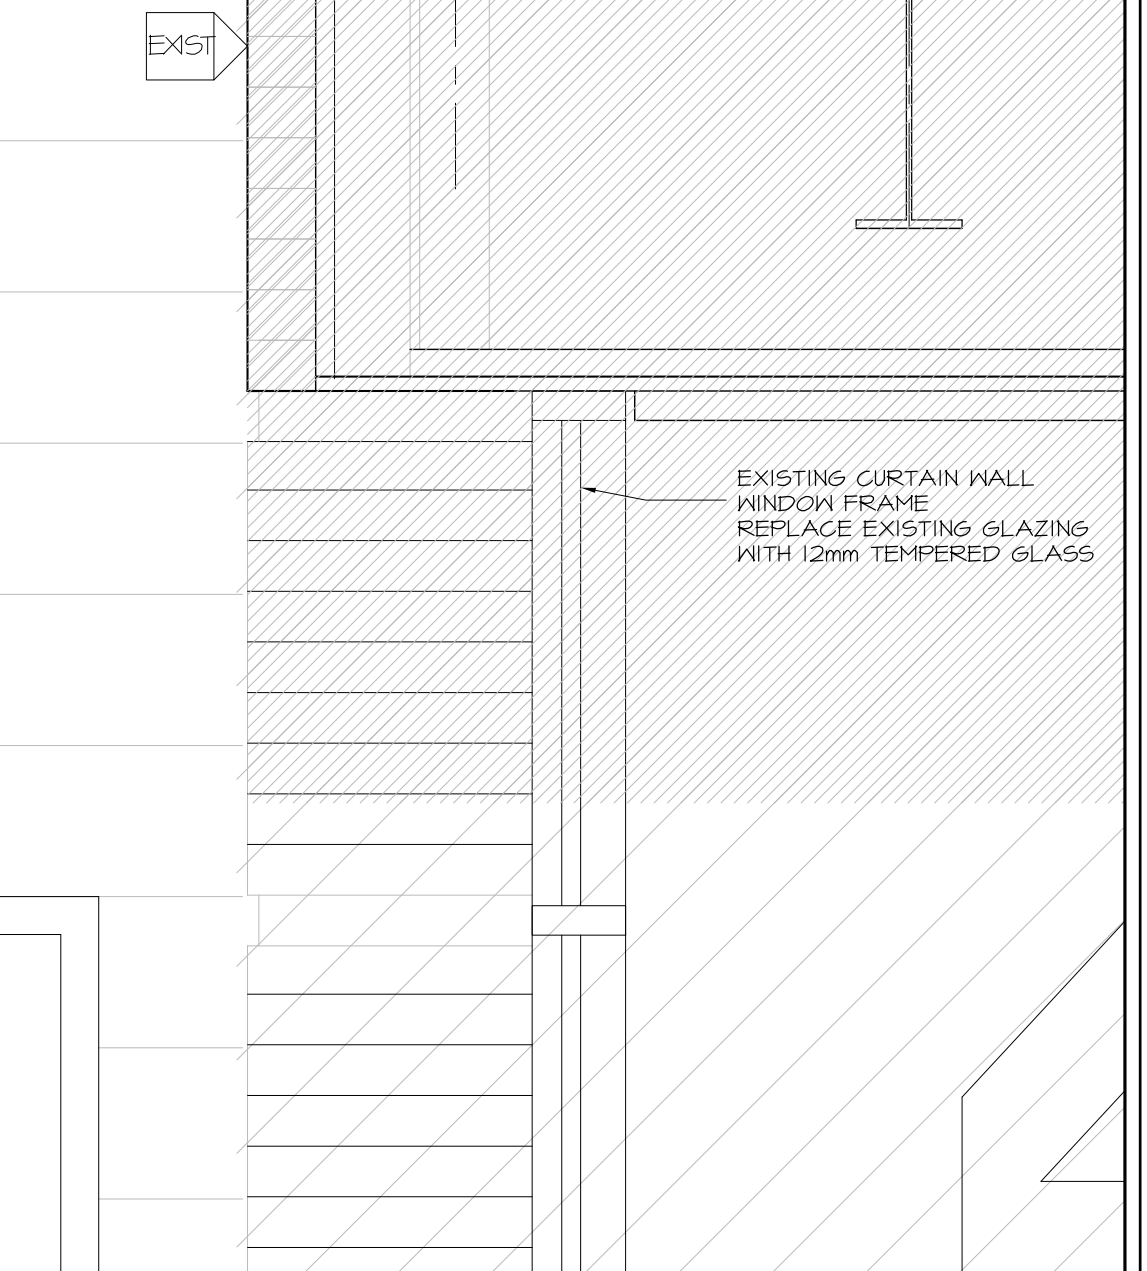 EXIST
EXISTING CURTAIN WALL
WINDOW FRAME
REPLACE EXISTING GLAZING
WITH 12mm TEMPERED GLASS